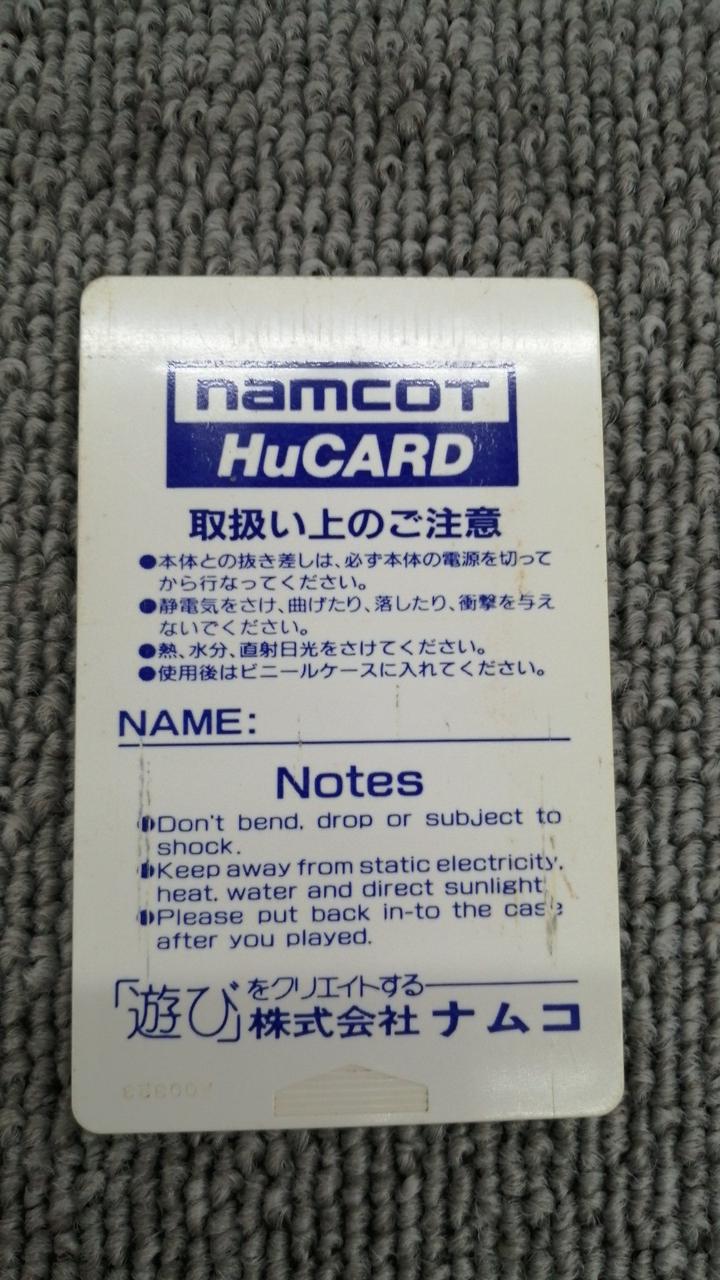 namcoT
HuCARD
取扱い上のご注意
●本体との抜き差しは、必ず本体の電源を切って
から行なってください。
●静電気をさけ、曲げたり、落したり、衝撃を与え
ないでください。
●熱、水分、直射日光をさけてください。
●使用後はビニールケースに入れてください。
NAME:
Notes
●Don't bend, drop or subject to
shock.
●Keep away from static electricity,
heat, water and direct sunlight
●Please put back in-to the case
after you played.
「遊び」をクリエイトする
株式会社ナムコ